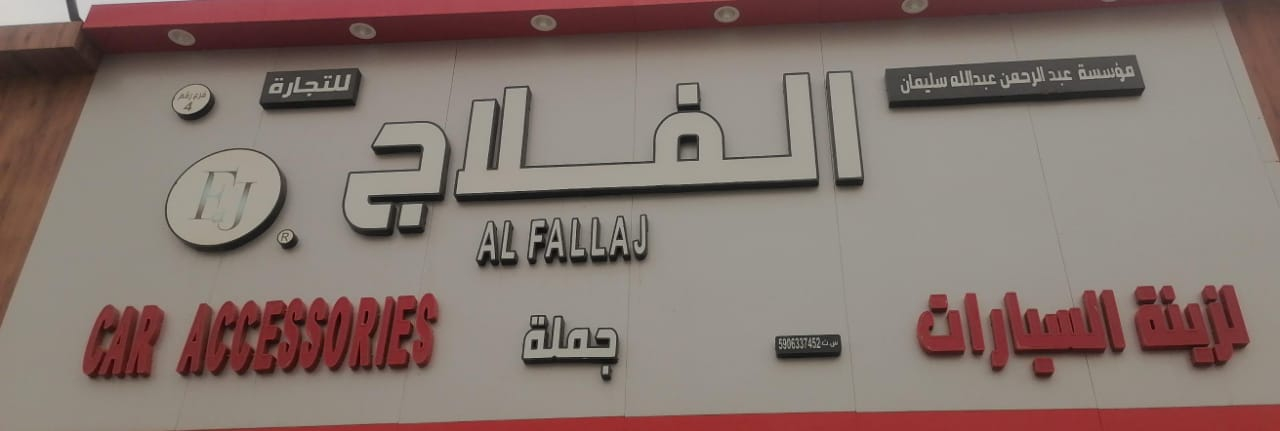 مؤسسة عبد الرحمن عبدالله سليمان
الفلاج
للتجارة
فرع رقم
4
AL FALLAJ
EJ
®
لزينة السيارات
س ت 5906337452
جملة
CAR ACCESSORIES